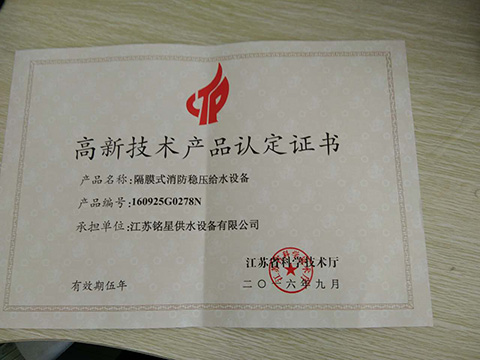 高新技术产品认定证书
产品名称:隔膜式消防稳压给水设备
产品编号:160925G0278N
承担单位:江苏铭星供水设备有限公司
江苏省科学技术厅
有效期伍年
二〇一六年九月